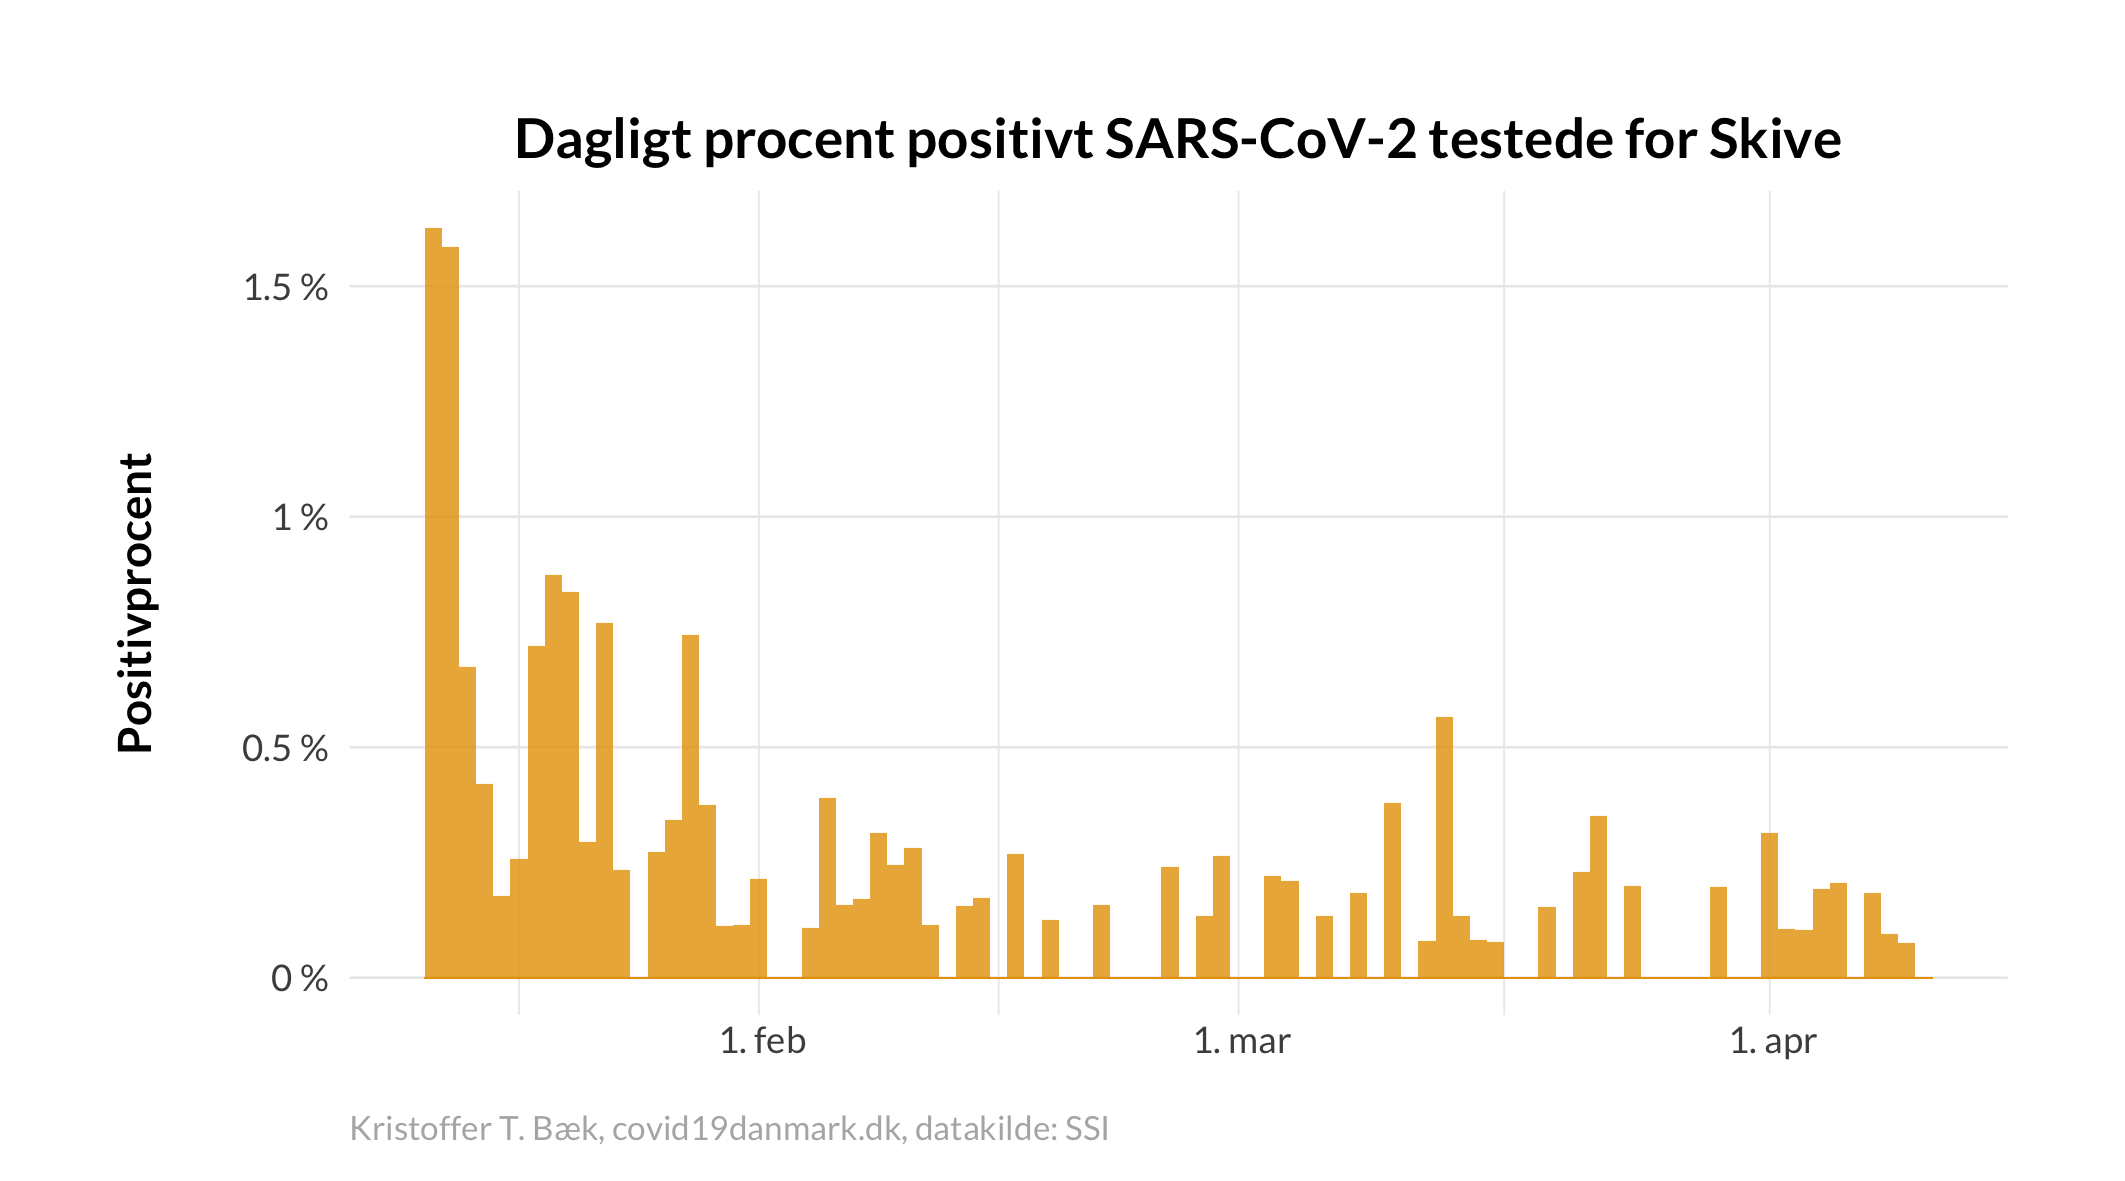 Dagligt procent positivt SARS-CoV-2 testede for Skive
Positivprocent
1.5 %
1 %
0.5 %
0 %
1. feb
1. mar
1. apr
Kristoffer T. Bæk, covid19danmark.dk, datakilde: SSI